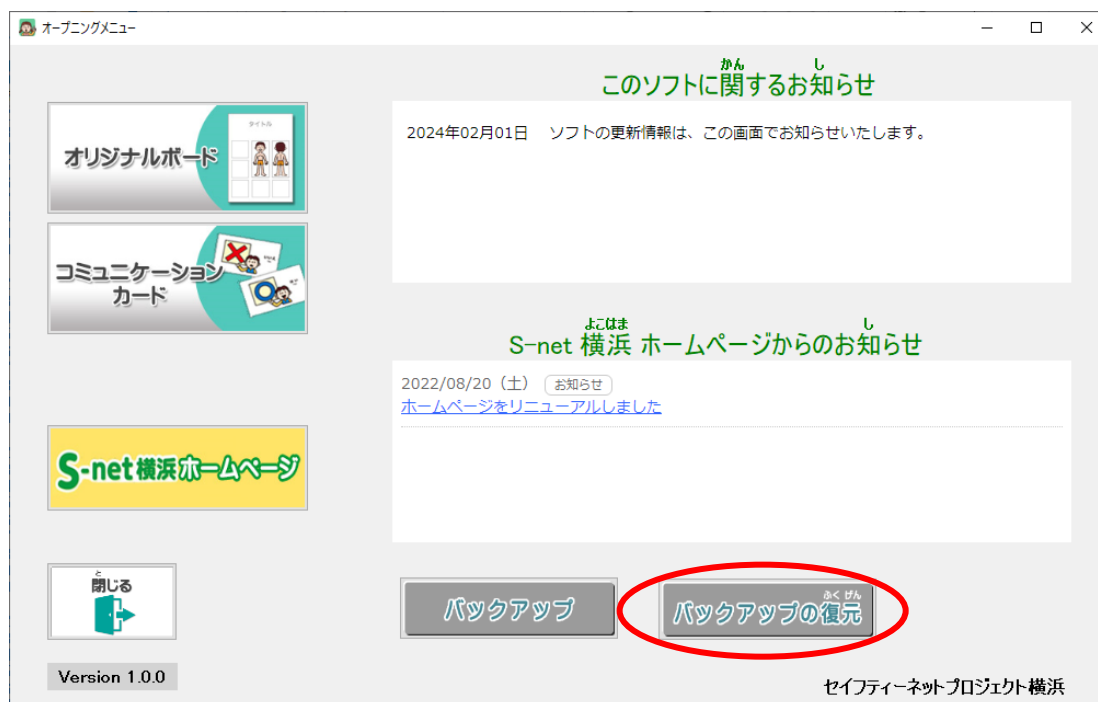 オープニングメニュー
かん し
このソフトに関するお知らせ
2024年02月01日 ソフトの更新情報は、この画面でお知らせいたします。
タイトル
オリジナルボード
コミュニケーション
カード
よこはま し
S-net 横浜 ホームページからのお知らせ
2022/08/20（土） お知らせ
ホームページをリニューアルしました
S-net横浜ホームページ
と
閉じる
バックアップ
ふく げん
バックアップの復元
Version 1.0.0
セイフティーネットプロジェクト横浜